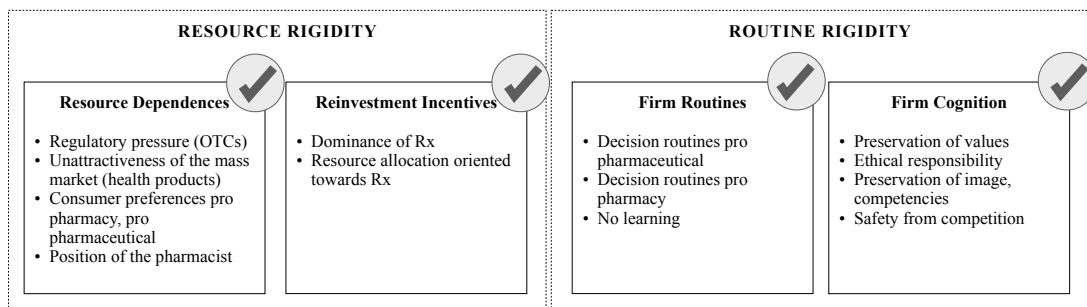 RESOURCE RIGIDITY
Resource Dependences
• Regulatory pressure (OTCs)
• Unattractiveness of the mass
market (health products)
• Consumer preferences pro
pharmacy, pro
pharmaceutical
• Position of the pharmacist
Reinvestment Incentives
• Dominance of Rx
• Resource allocation oriented
towards Rx
ROUTINE RIGIDITY
Firm Routines
• Decision routines pro
pharmaceutical
• Decision routines pro
pharmacy
• No learning
Firm Cognition
• Preservation of values
• Ethical responsibility
• Preservation of image,
competencies
• Safety from competition